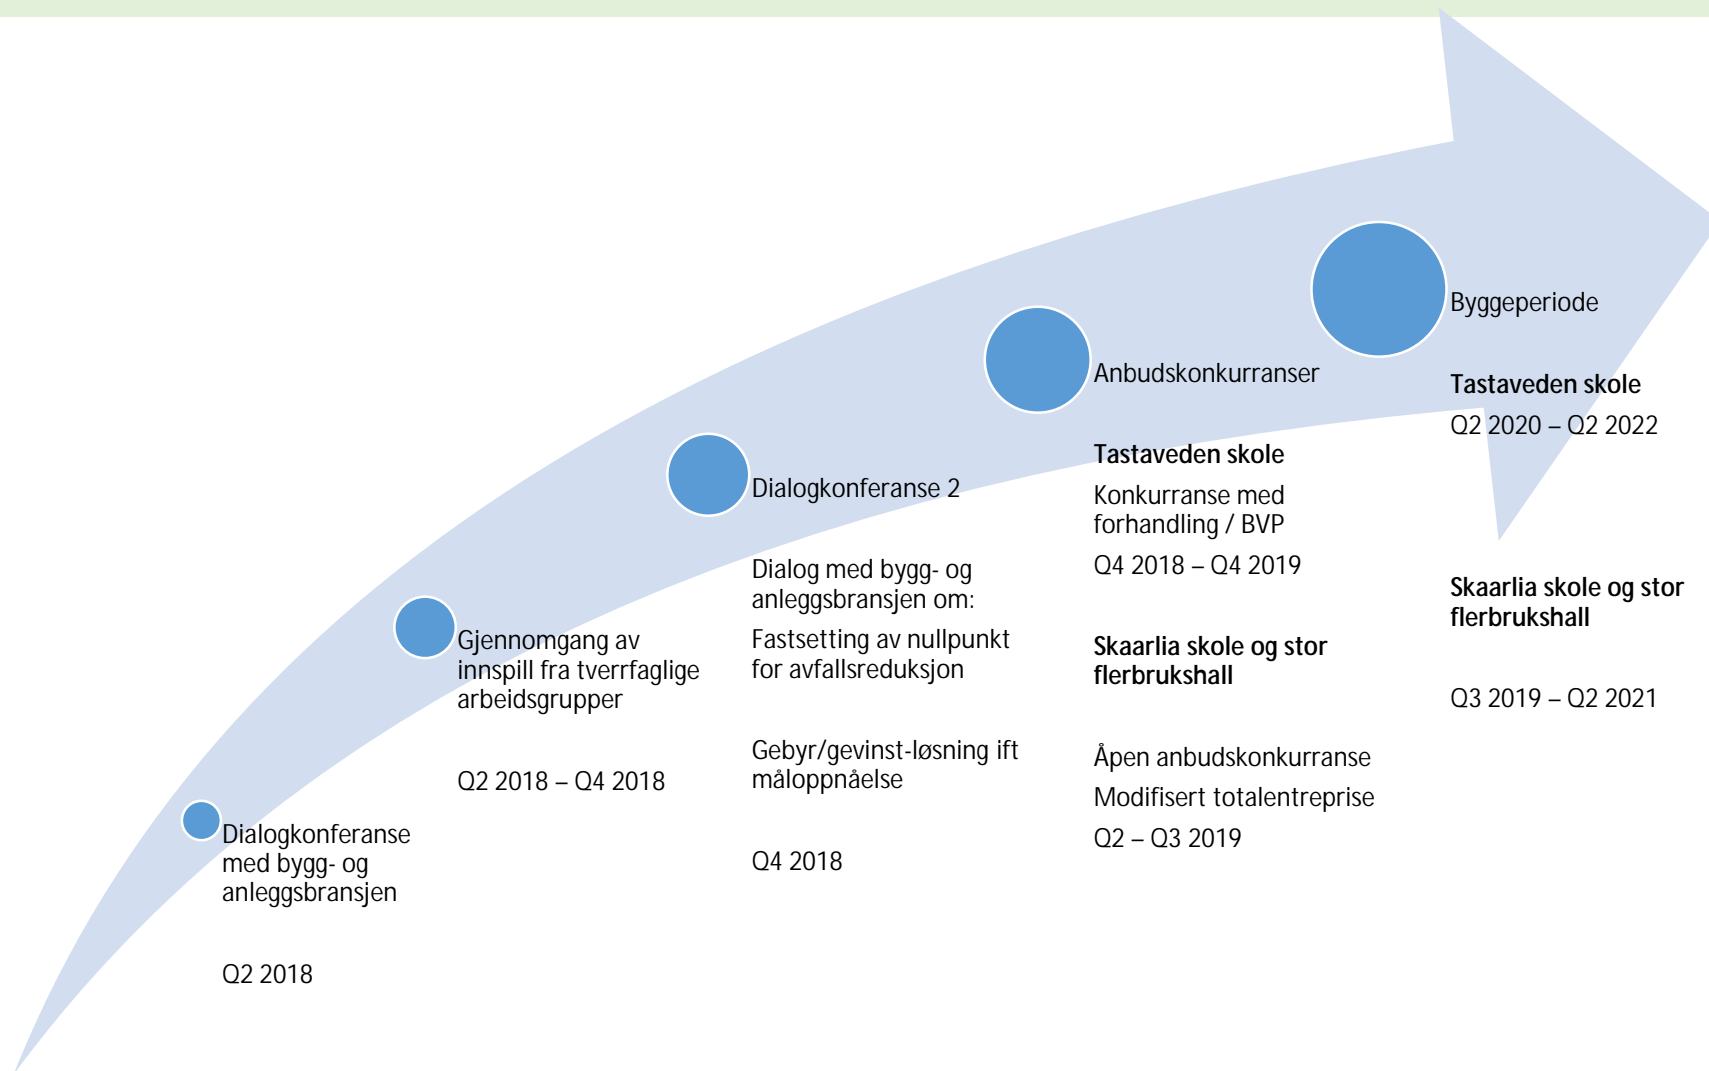 Dialogkonferanse
med bygg- og
anleggsbransjen
Q2 2018
Gjennomgang av
innspill fra tverrfaglige
arbeidsgrupper
Q2 2018 – Q4 2018
Dialogkonferanse 2
Dialog med bygg- og
anleggsbransjen om:
Fastsetting av nullpunkt
for avfallsreduksjon
Gebyr/gevinst-løsning ift
måloppnåelse
Q4 2018
Anbudskonkurranser
Tastaveden skole
Konkurranse med
forhandling / BVP
Q4 2018 – Q4 2019
Skaarlia skole og stor
flerbrukshall
Åpen anbudskonkurranse
Modifisert totalentreprise
Q2 – Q3 2019
Byggeperiode
Tastaveden skole
Q2 2020 – Q2 2022
Skaarlia skole og stor
flerbrukshall
Q3 2019 – Q2 2021